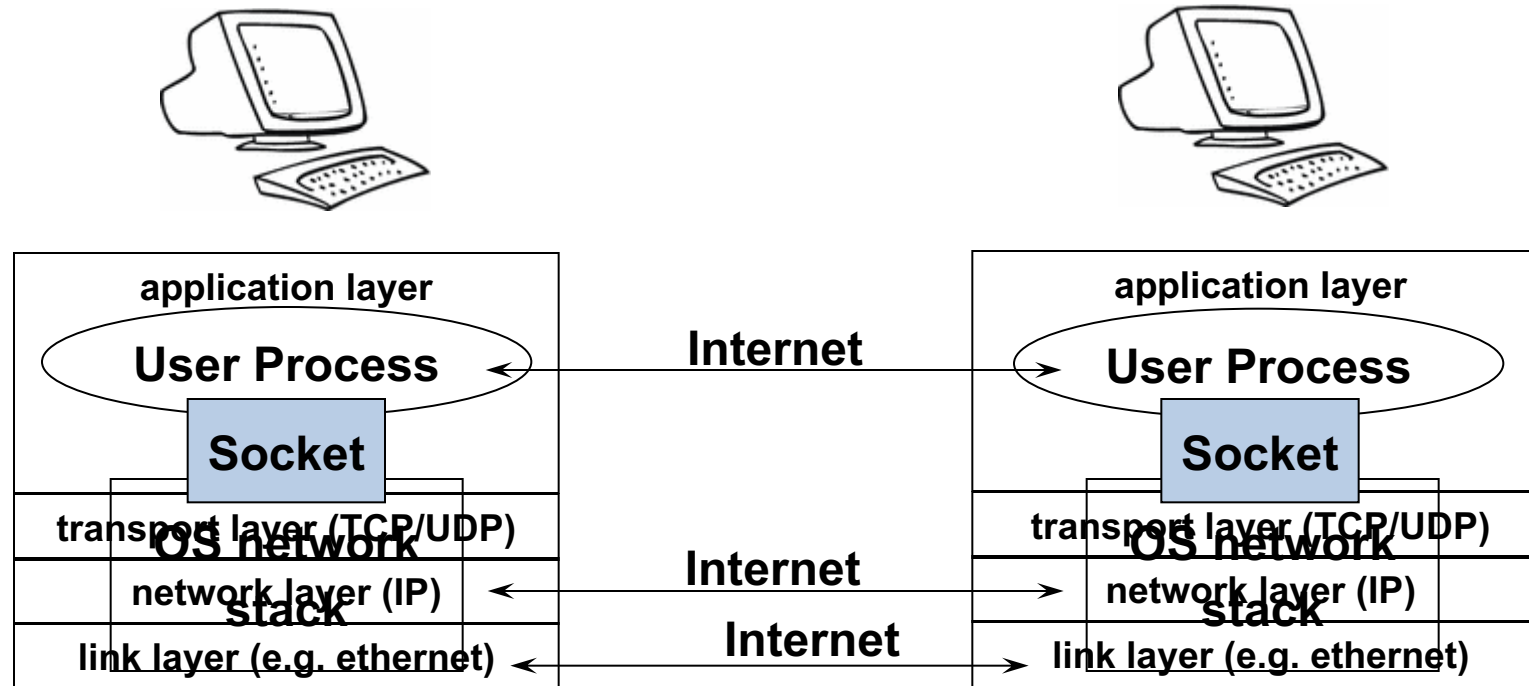 application layer
application layer
User Process
Internet
User Process
Socket
Socket
transport layer (TCP/UDP)
transport layer (TCP/UDP)
OS network
OS network
network layer (IP)
Internet
network layer (IP)
stack
stack
link layer (e.g. ethernet)
Internet
link layer (e.g. ethernet)